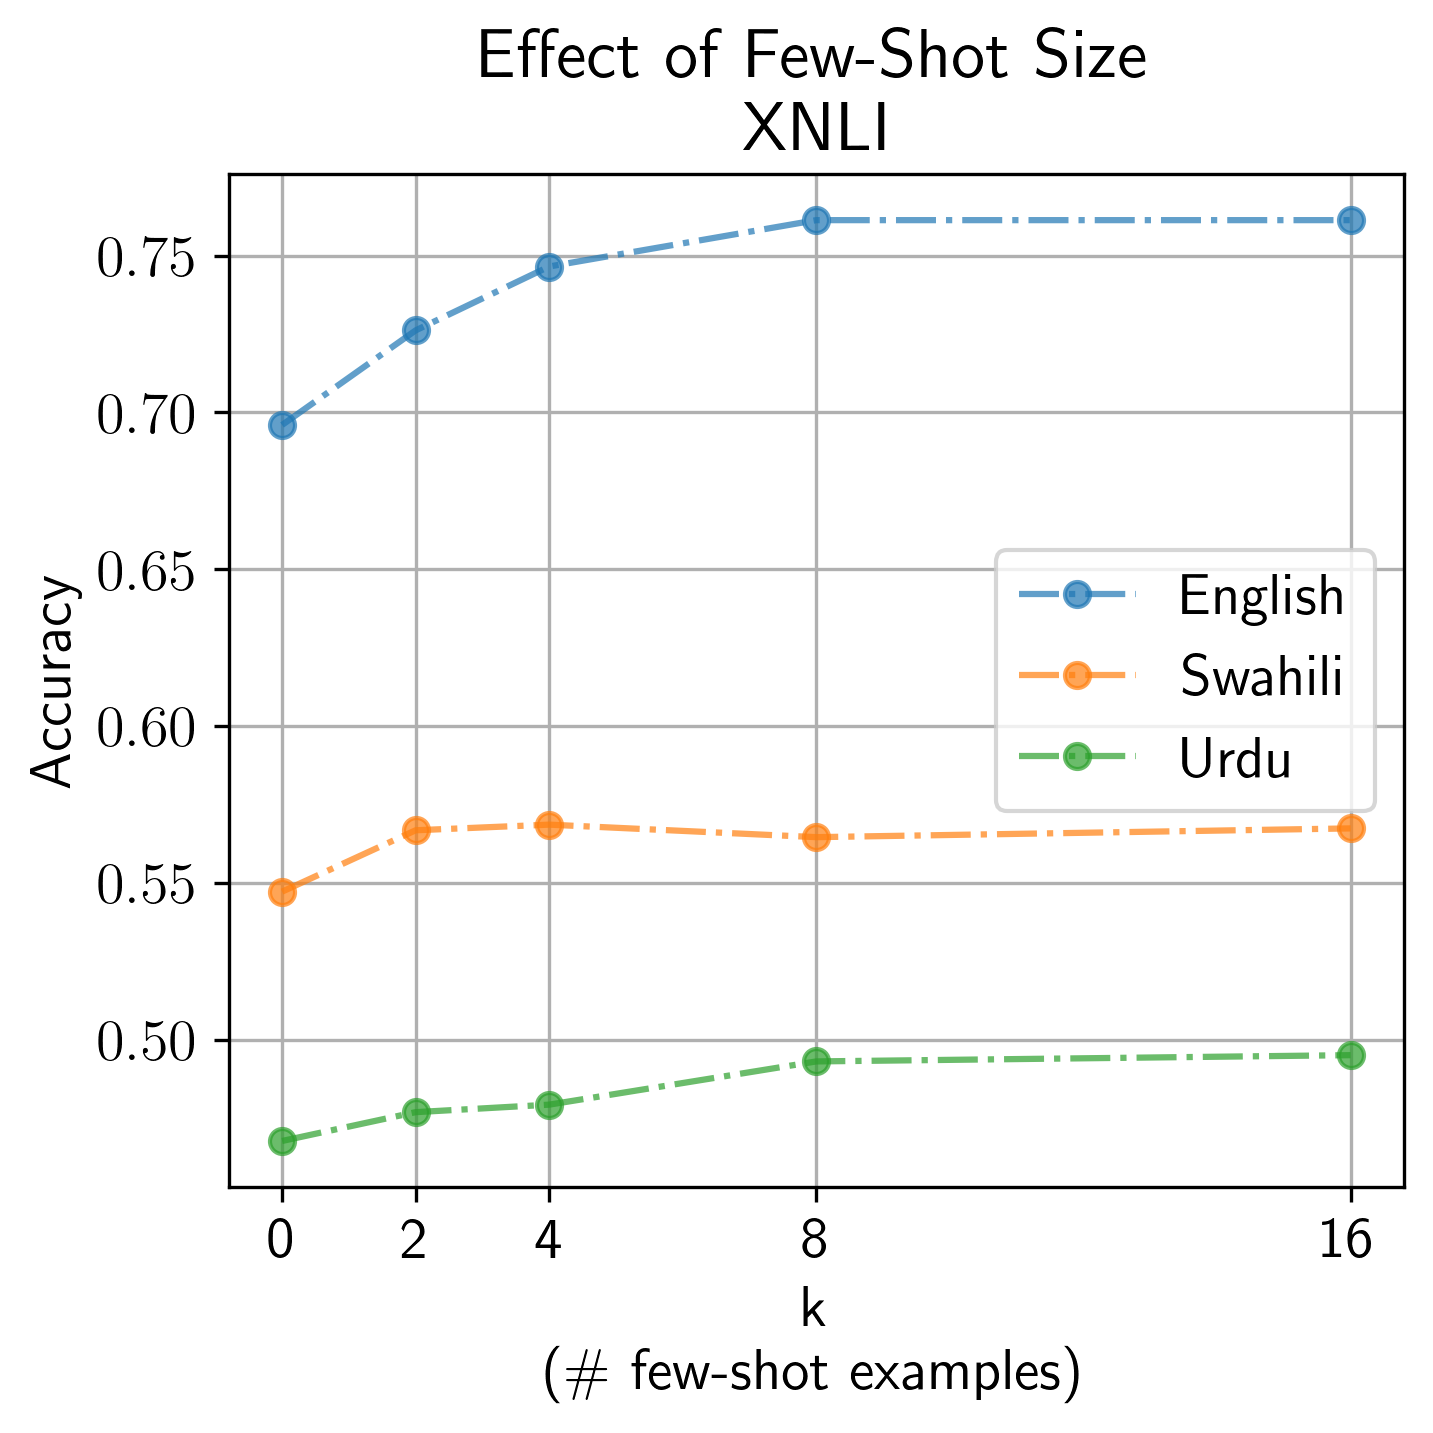 Effect of Few-Shot Size
XNLI
0.75
0.70
0.65
0.60
0.55
0.50
Accuracy
English
Swahili
Urdu
0 2 4 8 16
k
(# few-shot examples)